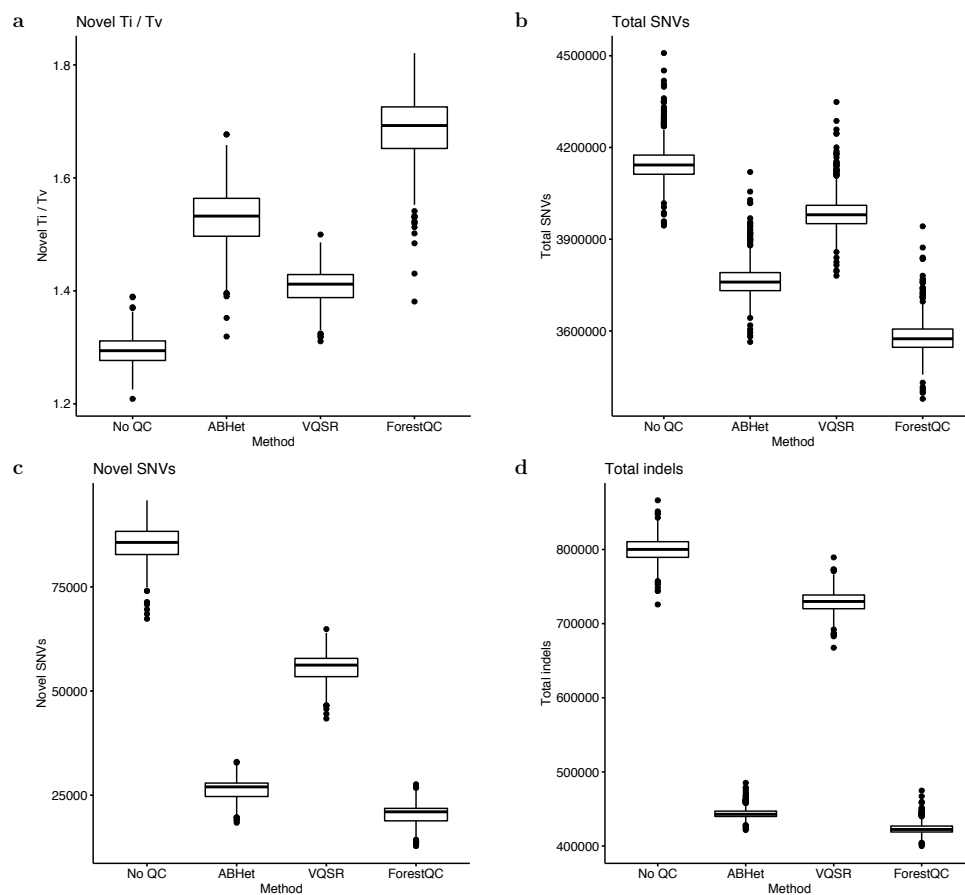 a
Novel Ti / Tv
1.8
1.6
1.4
1.2
Novel Ti / Tv
No QC ABHet VQSR ForestQC
Method
b
Total SNVs
4500000
4200000
3900000
3600000
Total SNVs
No QC ABHet VQSR ForestQC
Method
c
Novel SNVs
75000
50000
25000
Novel SNVs
No QC ABHet VQSR ForestQC
Method
d
Total indels
800000
700000
600000
500000
400000
Total indels
No QC ABHet VQSR ForestQC
Method